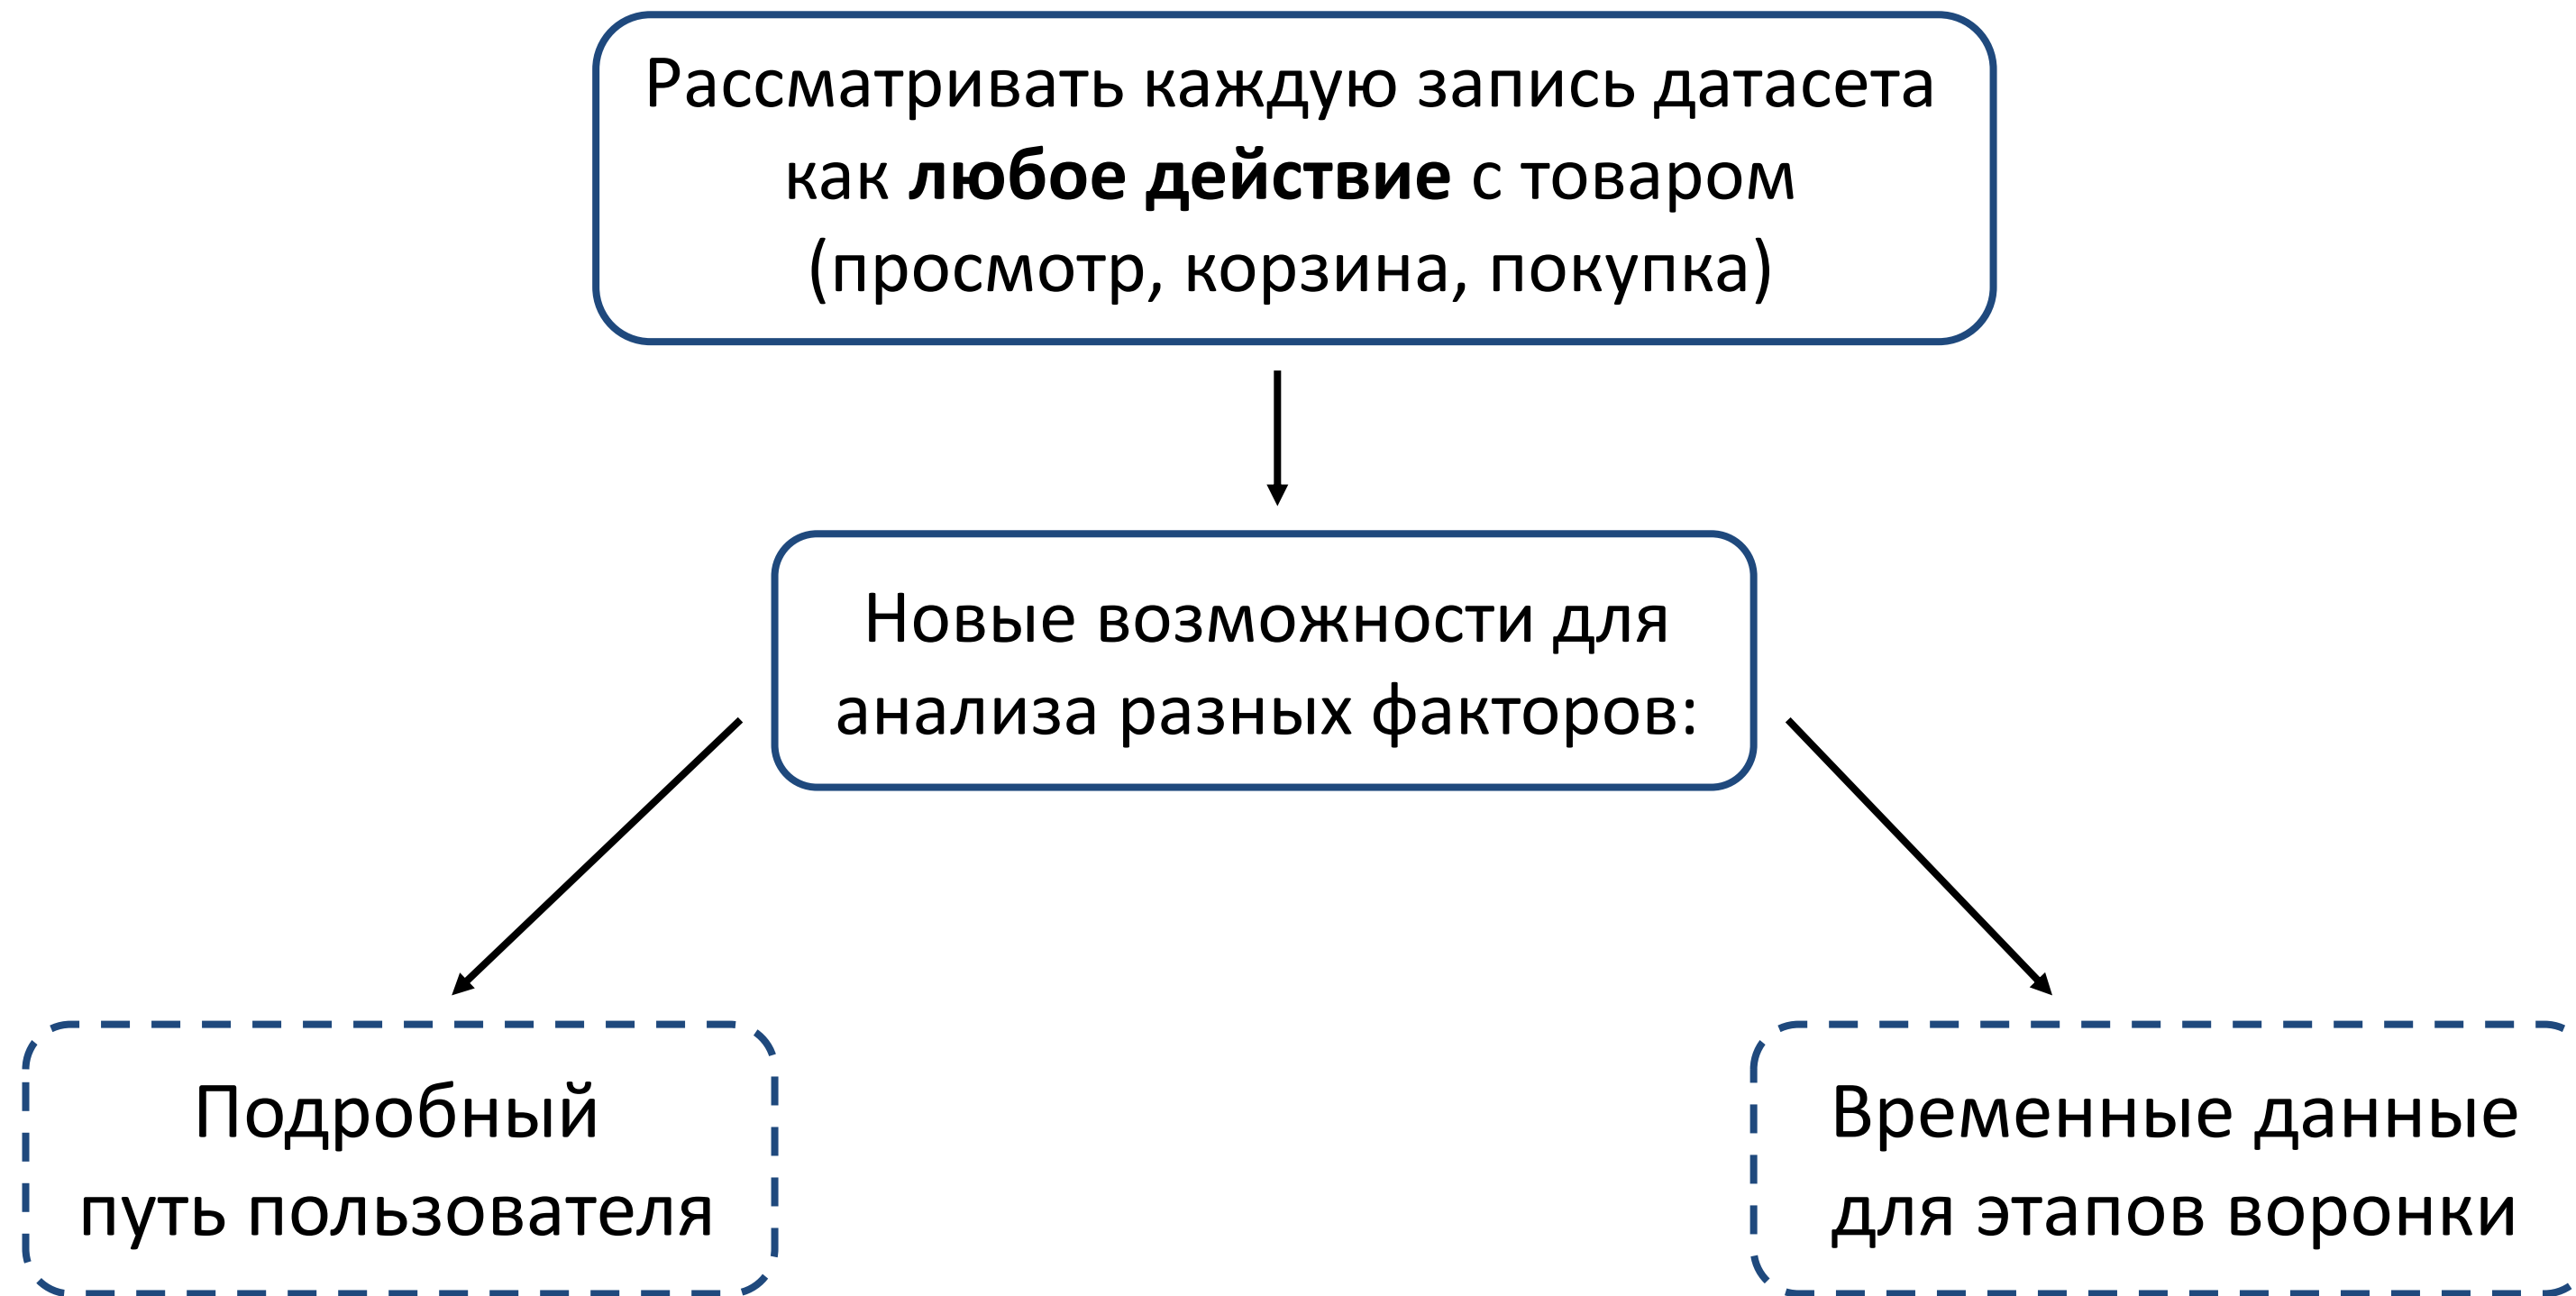 Рассматривать каждую запись датасета
как любое действие с товаром
(просмотр, корзина, покупка)
Новые возможности для
анализа разных факторов:
Подробный
путь пользователя
Временные данные
для этапов воронки